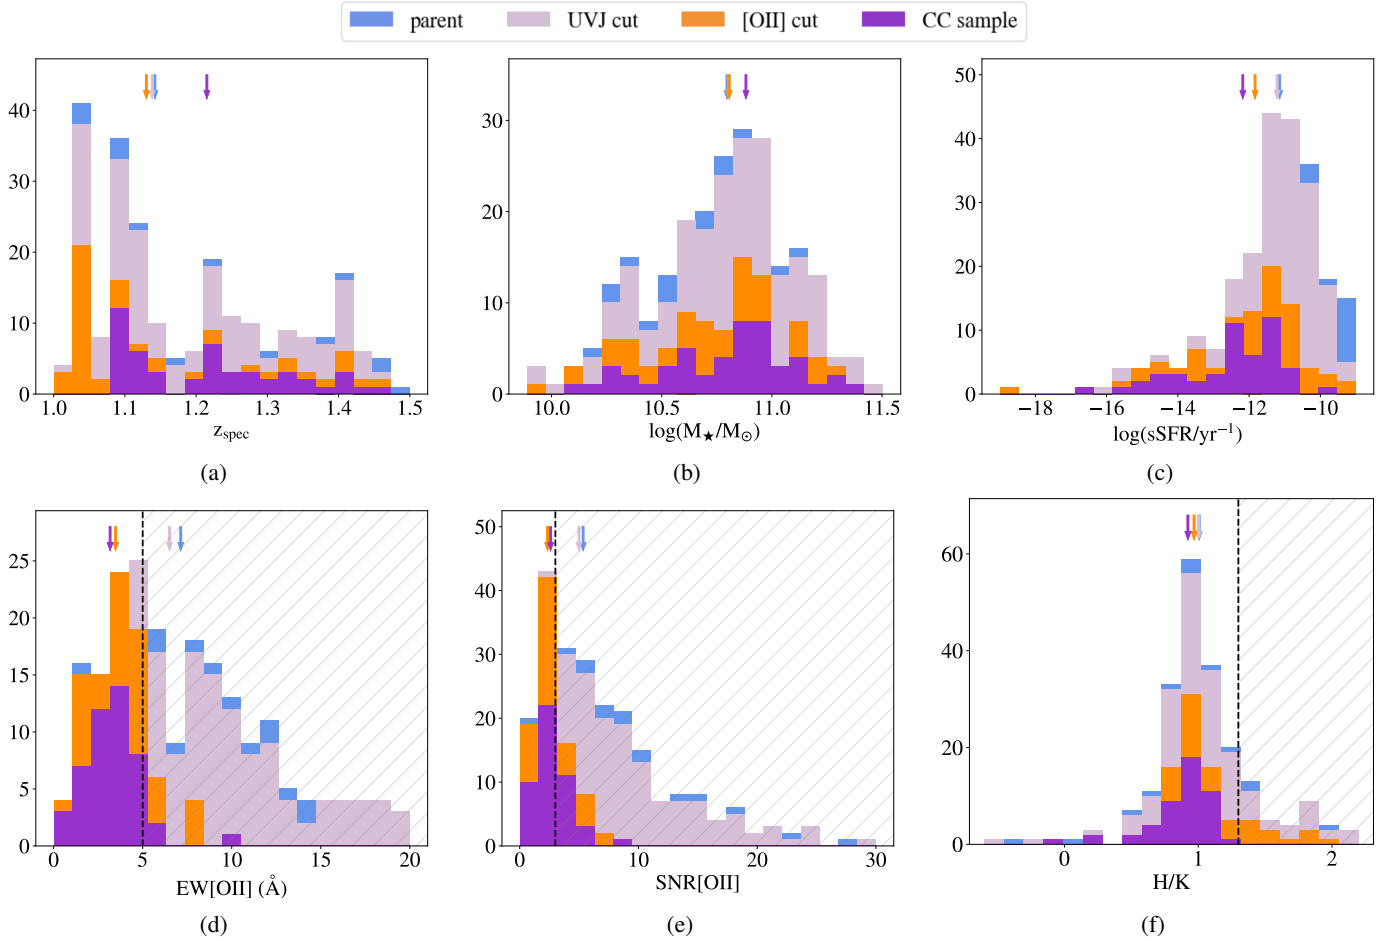 parent UVJ cut [OII] cut CC sample
40
30
20
10
0
1.0 1.1 1.2 1.3 1.4 1.5
z_spec
(a)
30
20
10
0
10.0 10.5 11.0 11.5
log(M★/M⊙)
(b)
50
40
30
20
10
0
−18 −16 −14 −12 −10
log(sSFR/yr⁻¹)
(c)
25
20
15
10
5
0
0 5 10 15 20
EW[OII] (Å)
(d)
50
40
30
20
10
0
0 10 20 30
SNR[OII]
(e)
60
40
20
0
0 1 2
H/K
(f)